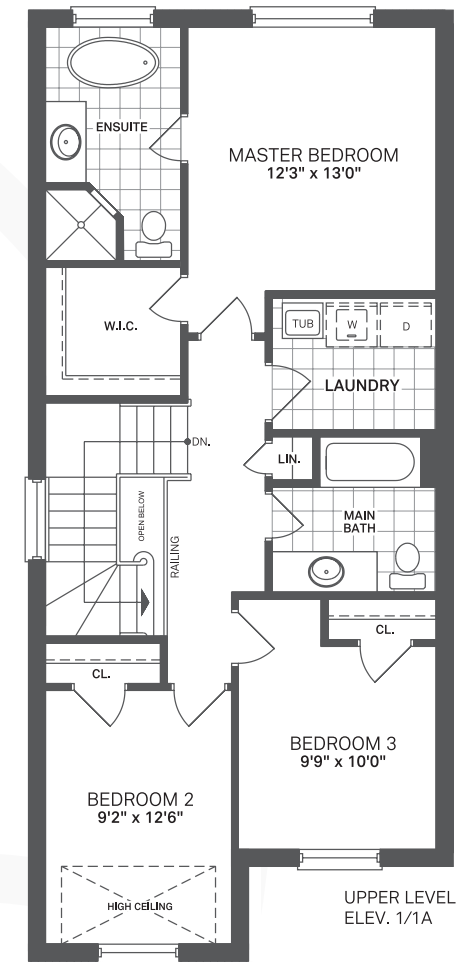 ENSUITE
MASTER BEDROOM
12'3" x 13'0"
W.I.C.
TUB
W
D
LAUNDRY
DN.
LIN.
OPEN BELOW
RAILING
MAIN
BATH
CL.
CL.
BEDROOM 3
9'9" x 10'0"
BEDROOM 2
9'2" x 12'6"
HIGH CEILING
UPPER LEVEL
ELEV. 1/1A